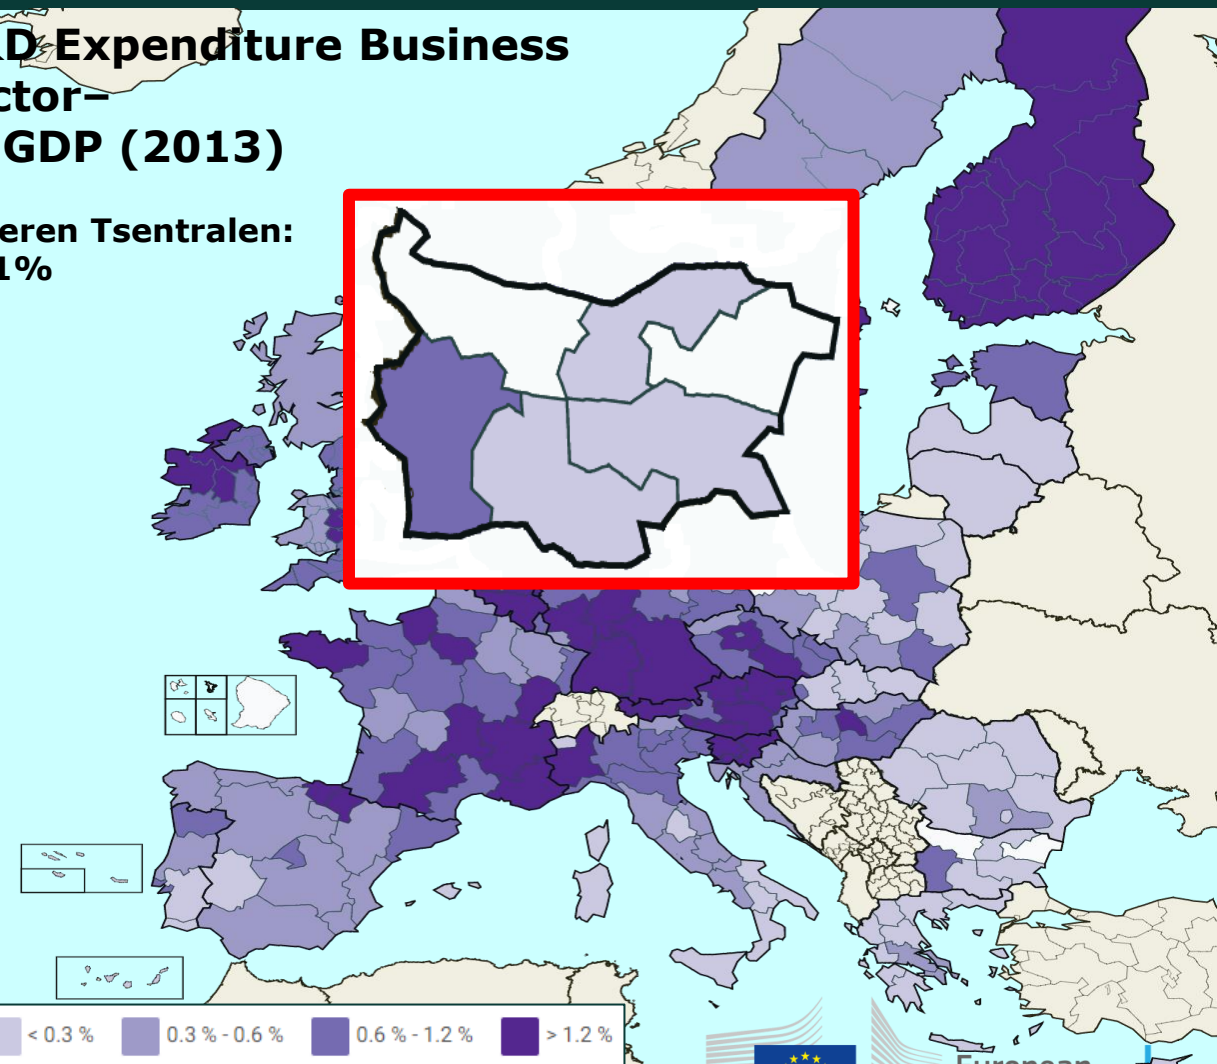 RD Expenditure Business
ctor–
GDP (2013)
eren Tsentralen:
1%
< 0.3 %
0.3 % - 0.6 %
0.6 % - 1.2 %
> 1.2 %
European